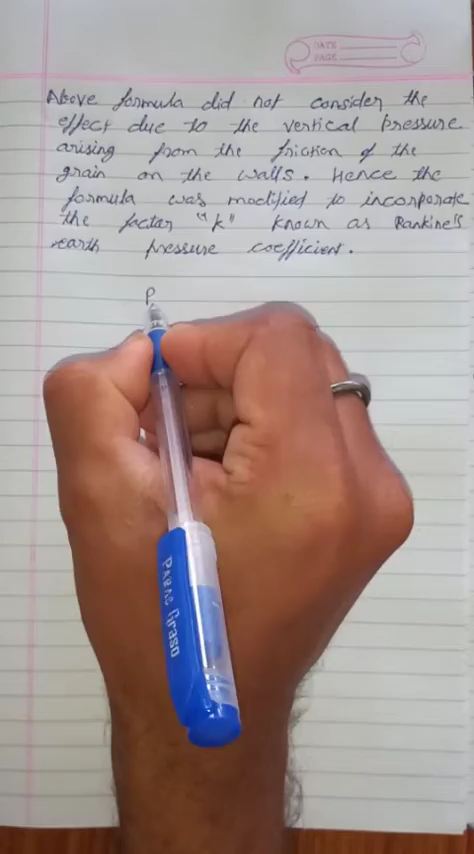 DATE
PAGE
Above formula did not consider the
effect due to the vertical pressure
arising from the friction of the
grain on the walls. Hence the
formula was modified to incorporate
the factor "k" known as Rankine's
earth pressure coefficient.
P